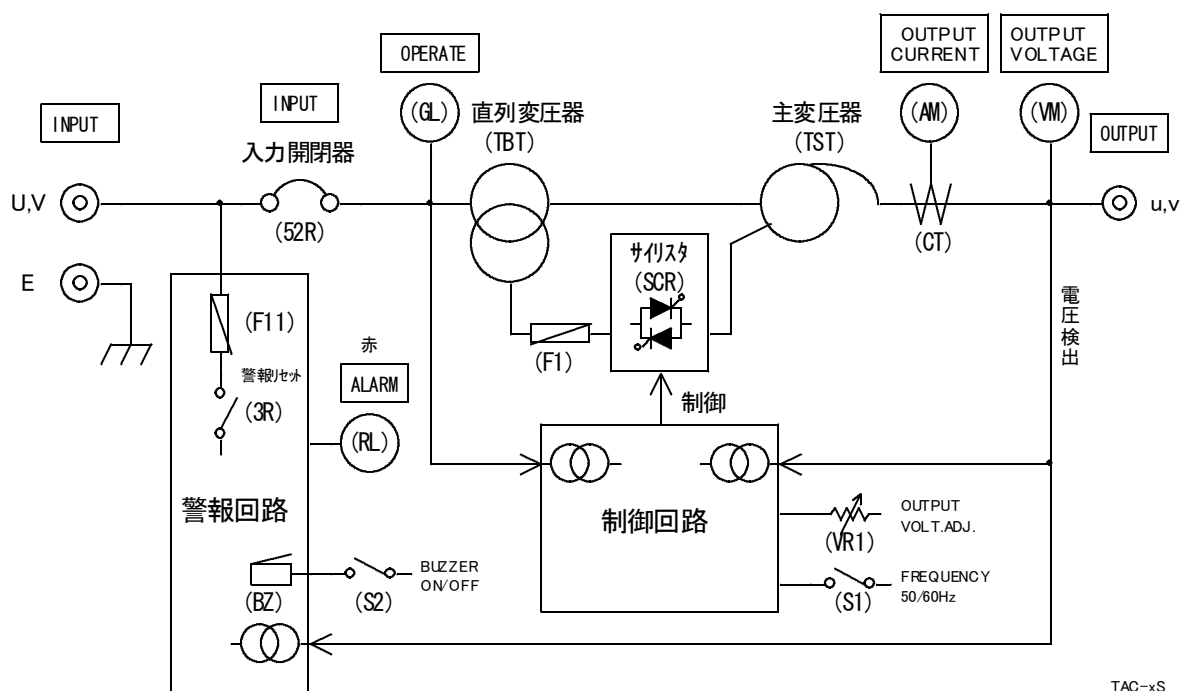 OUTPUT
CURRENT
OUTPUT
VOLTAGE
OPERATE
INPUT
INPUT
(GL)
直列変圧器
(TBT)
主変圧器
(TST)
(AM)
(VM)
OUTPUT
入力開閉器
U,V
(52R)
(CT)
u,v
E
サイリスタ
(SCR)
(F11)
(F1)
電圧検出
赤
警報リセット
ALARM
(3R)
制御
(RL)
警報回路
制御回路
OUTPUT
VOLT.ADJ.
(VR1)
BUZZER
ON/OFF
(BZ)
(S2)
FREQUENCY
50/60Hz
(S1)
TAC-xS